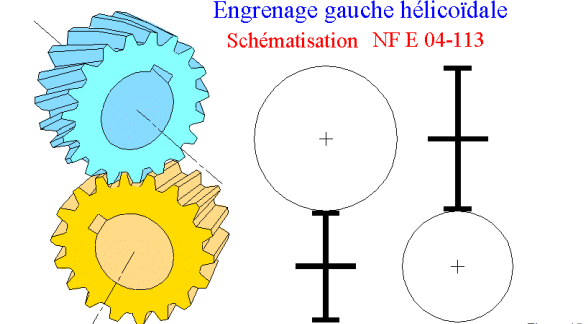 Engrenage gauche hélicoïdale
Schématisation NF E 04-113